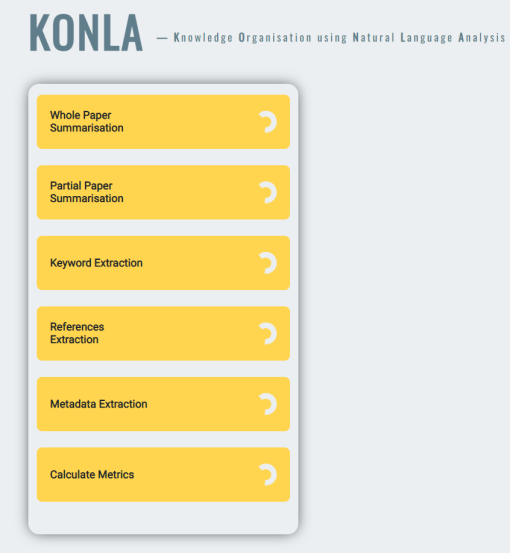 KONLA — Knowledge Organisation using Natural Language Analysis
Whole Paper
Summarisation
Partial Paper
Summarisation
Keyword Extraction
References
Extraction
Metadata Extraction
Calculate Metrics